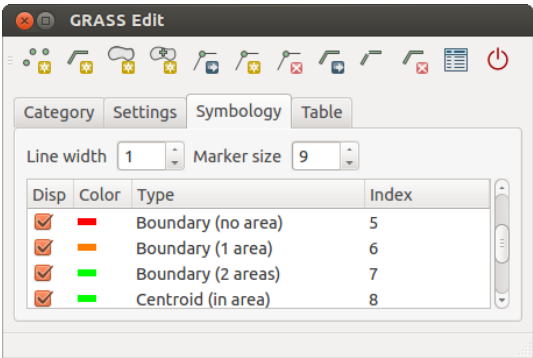 GRASS Edit
Category Settings Symbology Table
Line width 1 Marker size 9
Disp Color Type Index
Boundary (no area) 5
Boundary (1 area) 6
Boundary (2 areas) 7
Centroid (in area) 8